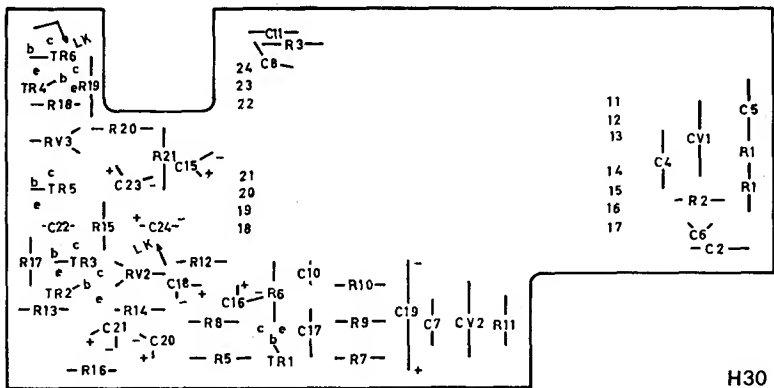 LK
c
b
TR6
C11
R3
C8
24
c
b
e
TR4
e
R19
23
R18
22
11
C5
12
R20
13
CV1
RV3
R21
C15
-
+
R1
+
C23
-
C4
14
c
b
TR5
e
21
20
15
R1
R2
16
19
C22
-
R15
+
C24
-
18
17
C6
C2
LK
R17
b
c
e
TR3
RV2
R12
C10
-
TR2
b
c
e
C18
-
+
+
C16
-
R6
R10
C19
R13
R14
R8
c
b
e
C17
R9
C7
CV2
R11
+
C21
-
-
C20
+
R5
TR1
R7
+
R16
H30